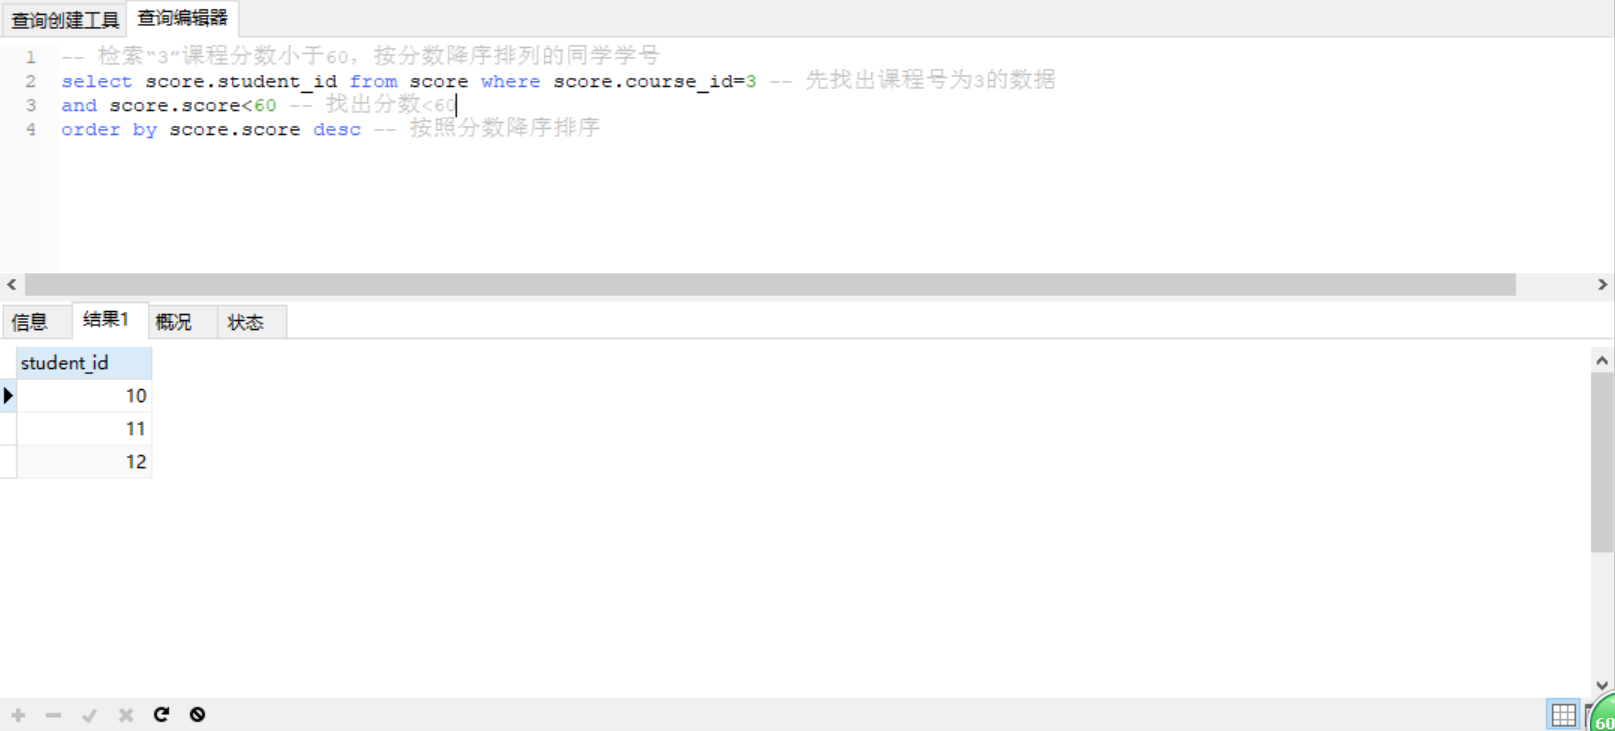 查询创建工具 查询编辑器
1 -- 检索“3”课程分数小于60，按分数降序排列的同学学号
2 select score.student_id from score where score.course_id=3 -- 先找出课程号为3的数据
3 and score.score<60 -- 找出分数<60
4 order by score.score desc -- 按照分数降序排序
信息 结果1 概况 状态
student_id
10
11
12
60